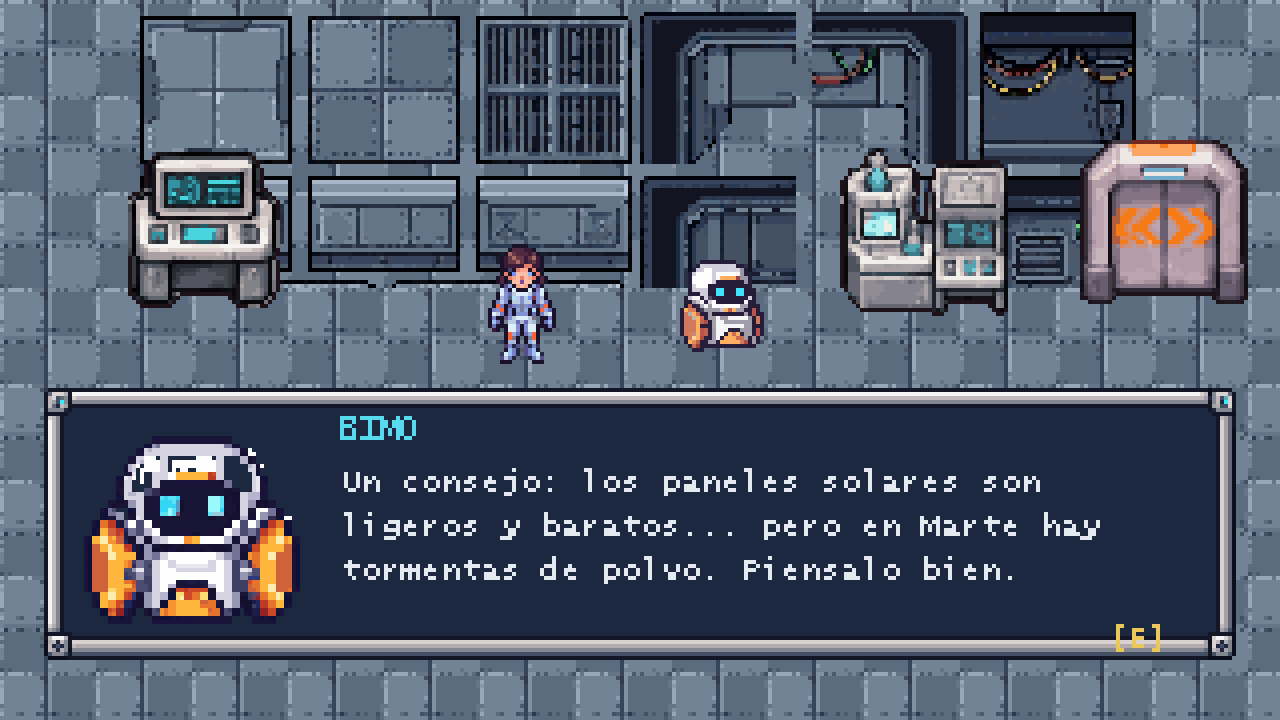 BIMO
Un consejo: los paneles solares son
ligeros y baratos... pero en Marte hay
tormentas de polvo. Piensalo bien.
[E]